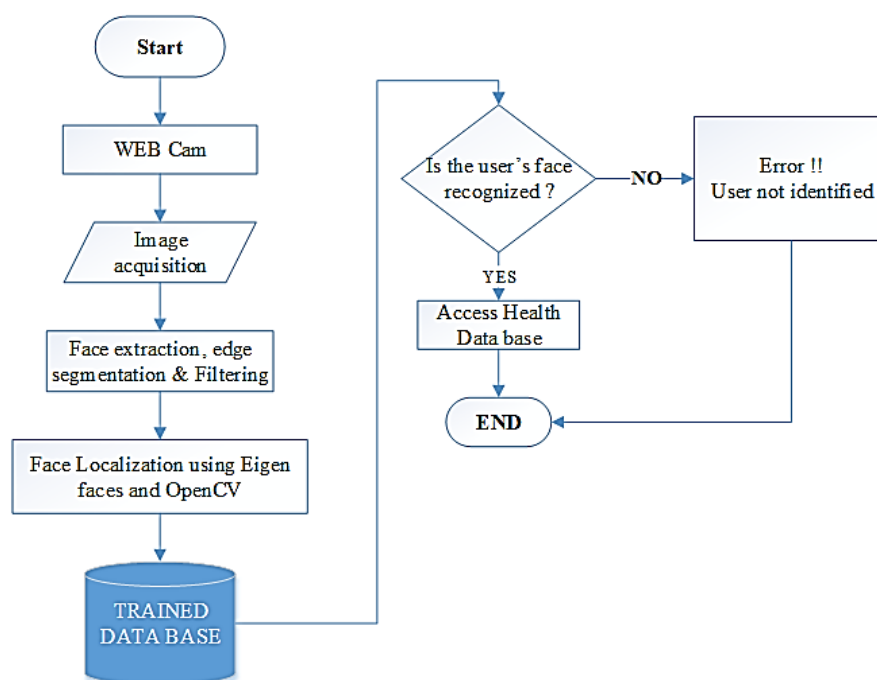 Start
WEB Cam
Image
acquisition
Face extraction, edge
segmentation & Filtering
Face Localization using Eigen
faces and OpenCV
TRAINED
DATA BASE
Is the user's face
recognized ?
NO
Error !!
User not identified
YES
Access Health
Data base
END